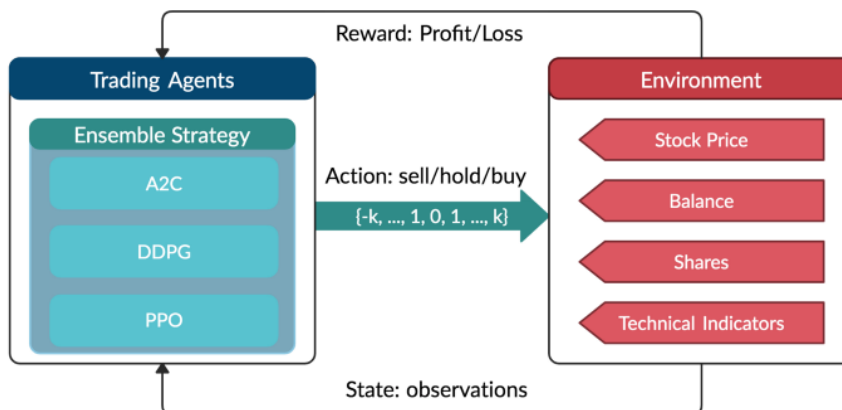 Reward: Profit/Loss
Trading Agents
Environment
Ensemble Strategy
A2C
DDPG
PPO
Action: sell/hold/buy
{-k, ..., 1, 0, 1, ..., k}
Stock Price
Balance
Shares
Technical Indicators
State: observations